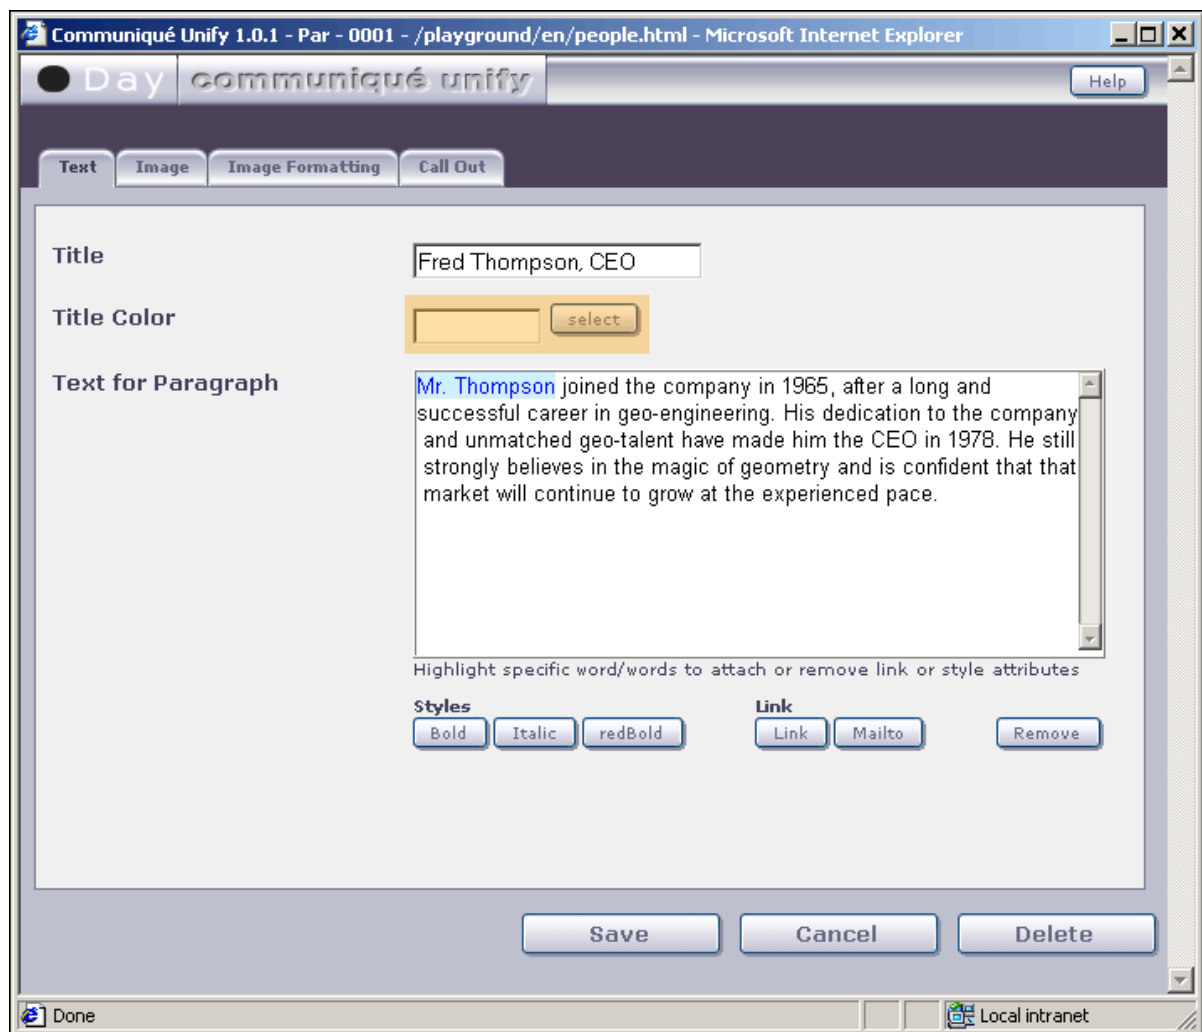 Communiqué Unify 1.0.1 - Par - 0001 - /playground/en/people.html - Microsoft Internet Explorer
Day communiqué unify
Help
Text Image Image Formatting Call Out
Title
Fred Thompson, CEO
Title Color
select
Text for Paragraph
Mr. Thompson joined the company in 1965, after a long and
successful career in geo-engineering. His dedication to the company
and unmatched geo-talent have made him the CEO in 1978. He still
strongly believes in the magic of geometry and is confident that that
market will continue to grow at the experienced pace.
Highlight specific word/words to attach or remove link or style attributes
Styles Link
Bold Italic redBold Link Mailto Remove
Save Cancel Delete
Done Local intranet